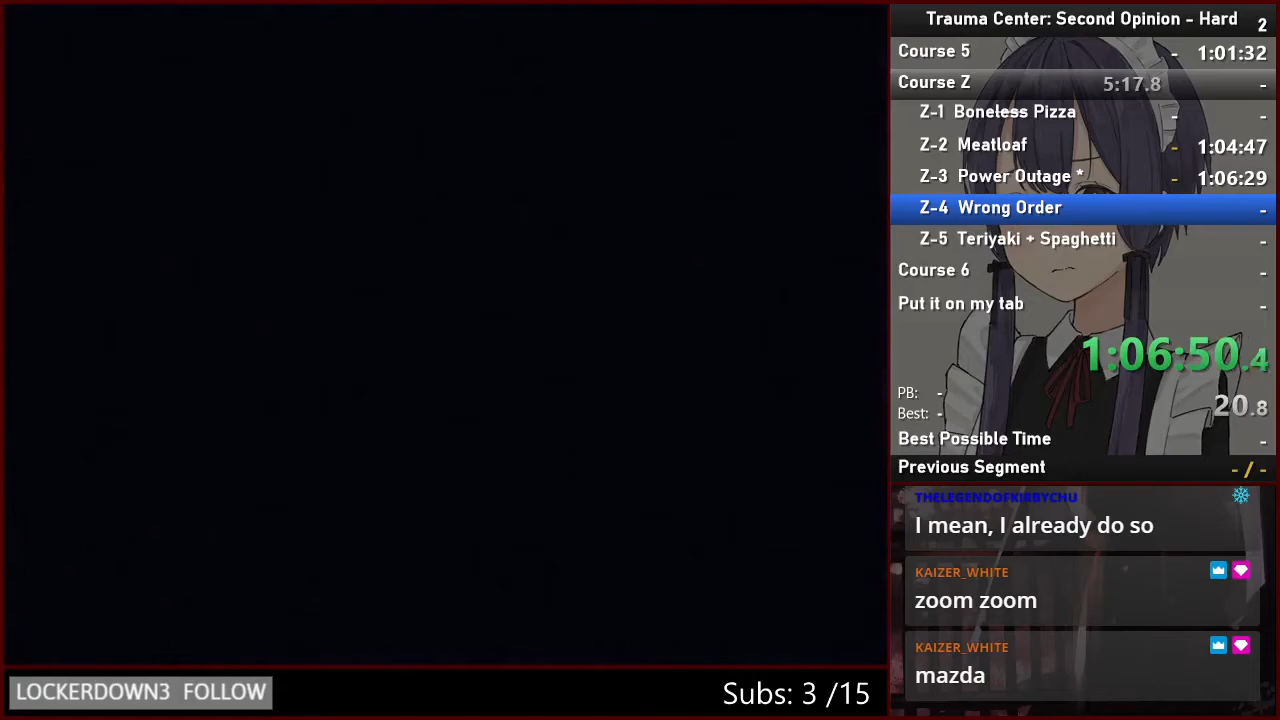 Trauma Center: Second Opinion - Hard 2
Course 5 - 1:01:32
Course Z 5:17.8 -
Z-1 Boneless Pizza - -
Z-2 Meatloaf - 1:04:47
Z-3 Power Outage * - 1:06:29
Z-4 Wrong Order -
Z-5 Teriyaki + Spaghetti -
Course 6 -
Put it on my tab -
1:06:50.4
PB: -
20.8
Best: -
Best Possible Time -
Previous Segment - / -
THELEGENDOFKIRBYCHU
I mean, I already do so
KAIZER_WHITE
zoom zoom
KAIZER_WHITE
mazda
LOCKERDOWN3 FOLLOW
Subs: 3 /15